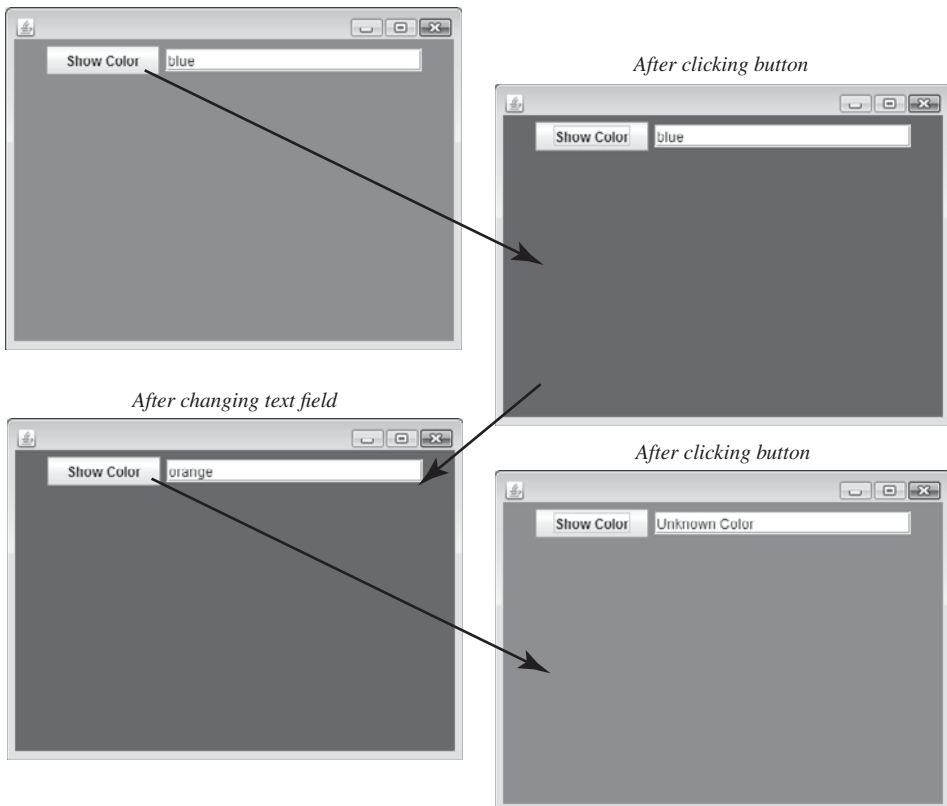 Show Color
blue
After clicking button
Show Color
blue
After changing text field
Show Color
orange
After clicking button
Show Color
Unknown Color